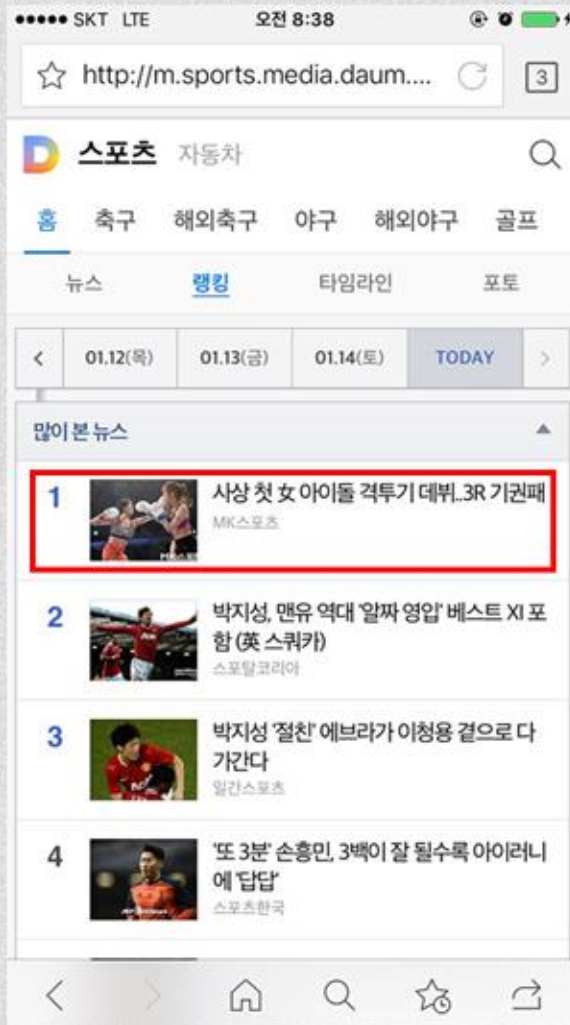 SKT LTE 오전 8:38
http://m.sports.media.daum.... 3
스포츠 자동차
홈 축구 해외축구 야구 해외야구 골프
뉴스 랭킹 타임라인 포토
01.12(목) 01.13(금) 01.14(토) TODAY
많이 본 뉴스
1 사상 첫 女 아이돌 격투기 데뷔..3R 기권패
MK스포츠
2 박지성, 맨유 역대 '알짜 영입' 베스트 XI 포
함 (英 스쿼카)
스포탈코리아
3 박지성 '절친' 에브라가 이청용 곁으로 다
가간다
일간스포츠
4 '또 3분' 손흥민, 3백이 잘 될수록 아이러니
에 '답답'
스포츠한국